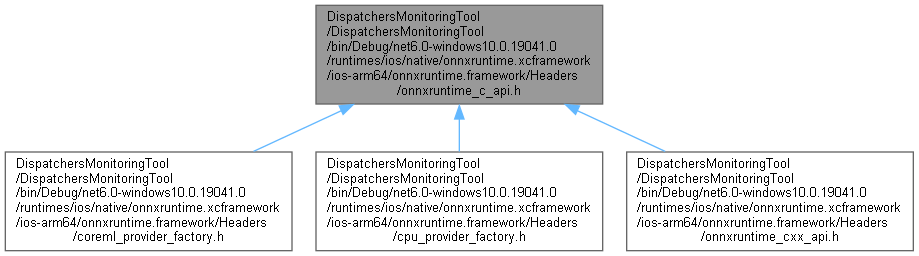 DispatchersMonitoringTool
/DispatchersMonitoringTool
/bin/Debug/net6.0-windows10.0.19041.0
/runtimes/ios/native/onnxruntime.xcframework
/ios-arm64/onnxruntime.framework/Headers
/onnxruntime_c_api.h
DispatchersMonitoringTool
/DispatchersMonitoringTool
/bin/Debug/net6.0-windows10.0.19041.0
/runtimes/ios/native/onnxruntime.xcframework
/ios-arm64/onnxruntime.framework/Headers
/coreml_provider_factory.h
DispatchersMonitoringTool
/DispatchersMonitoringTool
/bin/Debug/net6.0-windows10.0.19041.0
/runtimes/ios/native/onnxruntime.xcframework
/ios-arm64/onnxruntime.framework/Headers
/cpu_provider_factory.h
DispatchersMonitoringTool
/DispatchersMonitoringTool
/bin/Debug/net6.0-windows10.0.19041.0
/runtimes/ios/native/onnxruntime.xcframework
/ios-arm64/onnxruntime.framework/Headers
/onnxruntime_cxx_api.h